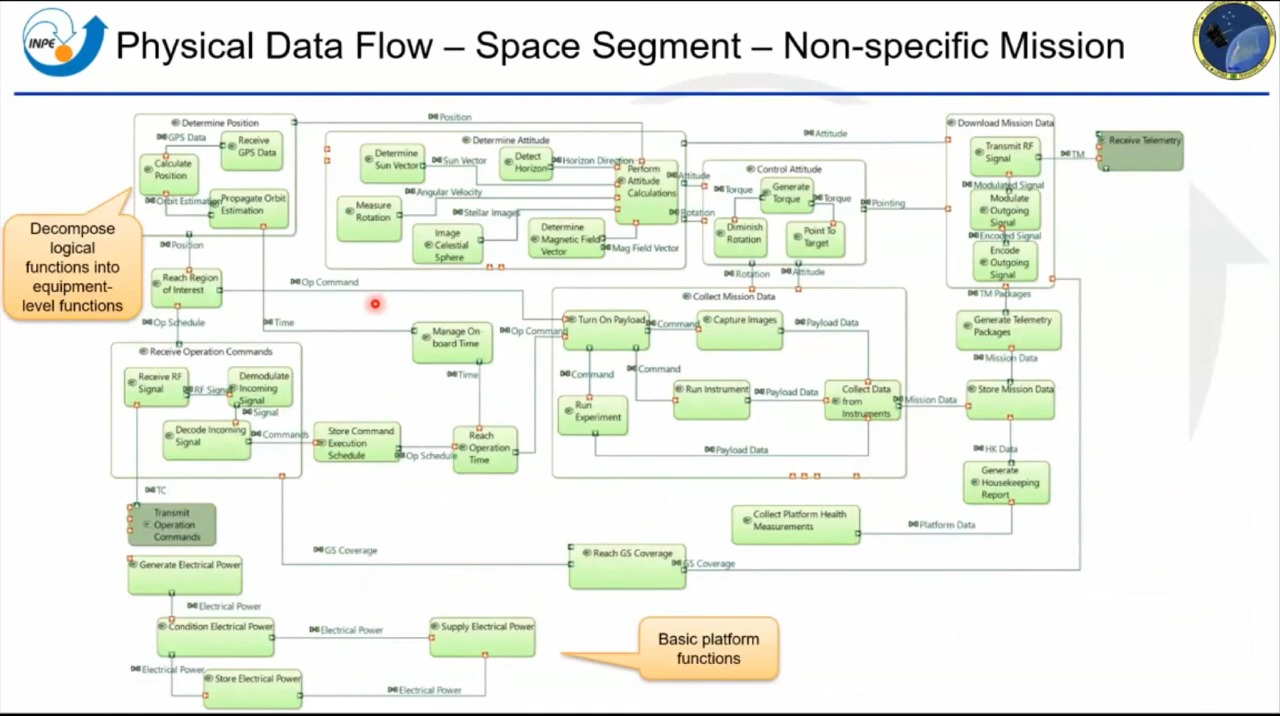 INPE
Physical Data Flow – Space Segment – Non-specific Mission
Decompose
logical
functions into
equipment-
level functions
Determine Position
GPS Data
Receive
GPS Data
Calculate
Position
Orbit Estimation
Propagate Orbit
Estimation
Position
Position
Determine Attitude
Determine
Sun Vector
Sun Vector
Detect
Horizon
Horizon Direction
Perform
Attitude
Calculations
Angular Velocity
Measure
Rotation
Stellar Images
Image
Celestial
Sphere
Determine
Magnetic Field
Vector
Mag Field Vector
Attitude
Attitude
Rotation
Control Attitude
Torque
Generate
Torque
Torque
Diminish
Rotation
Point To
Target
Pointing
Rotation
Attitude
Download Mission Data
Transmit RF
Signal
TM
Receive Telemetry
Modulated Signal
Modulate
Outgoing
Signal
Encoded Signal
Encode
Outgoing
Signal
TM Packages
Generate Telemetry
Packages
Mission Data
Store Mission Data
HK Data
Generate
Housekeeping
Report
Platform Data
Collect Platform Health
Measurements
Reach Region
of Interest
Op Command
Op Schedule
Time
Manage On-
board Time
Time
Op Command
Collect Mission Data
Turn On Payload
Command
Capture Images
Payload Data
Command
Command
Run Instrument
Payload Data
Collect Data
from
Instruments
Mission Data
Run
Experiment
Payload Data
Receive Operation Commands
Receive RF
Signal
RF Signal
Demodulate
Incoming
Signal
Signal
Decode Incoming
Signal
Commands
Store Command
Execution
Schedule
Op Schedule
Reach
Operation
Time
TC
Transmit
Operation
Commands
GS Coverage
Reach GS Coverage
GS Coverage
Generate Electrical Power
Electrical Power
Condition Electrical Power
Electrical Power
Supply Electrical Power
Electrical Power
Store Electrical Power
Electrical Power
Basic platform
functions